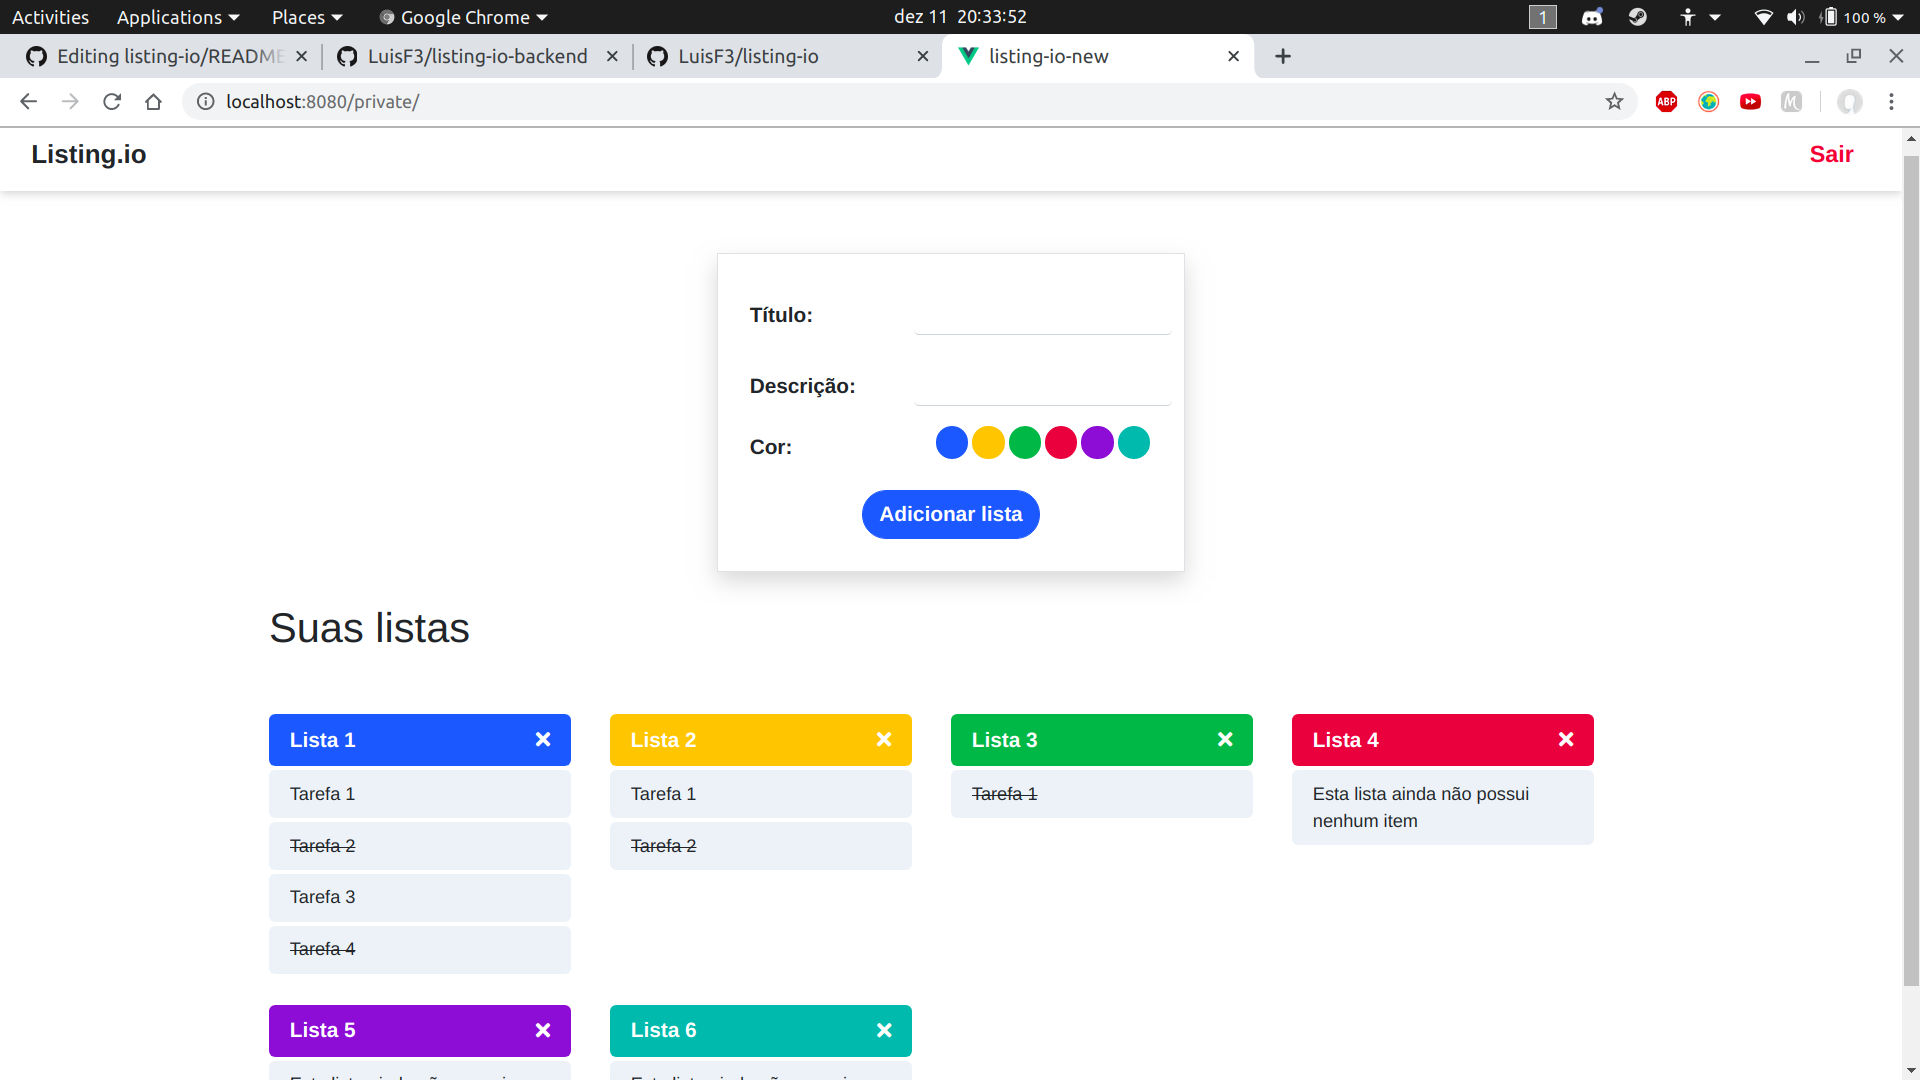 Activities Applications Places Google Chrome dez 11 20:33:52 1 100 %
Editing listing-io/README LuisF3/listing-io-backend LuisF3/listing-io listing-io-new
localhost:8080/private/ ABP M
Listing.io Sair
Título:
Descrição:
Cor:
Adicionar lista
Suas listas
Lista 1 Lista 2 Lista 3 Lista 4
Tarefa 1 Tarefa 1 Tarefa 1 Esta lista ainda não possui
nenhum item
Tarefa 2 Tarefa 2
Tarefa 3
Tarefa 4
Lista 5 Lista 6